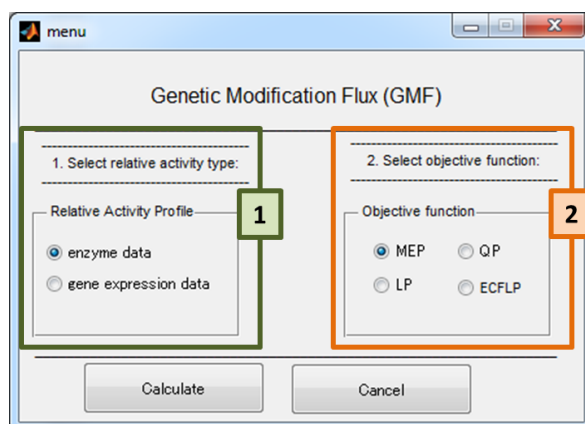 menu
Genetic Modification Flux (GMF)
1. Select relative activity type:
2. Select objective function:
Relative Activity Profile
1
Objective function
2
enzyme data
MEP
QP
gene expression data
LP
ECFLP
Calculate
Cancel